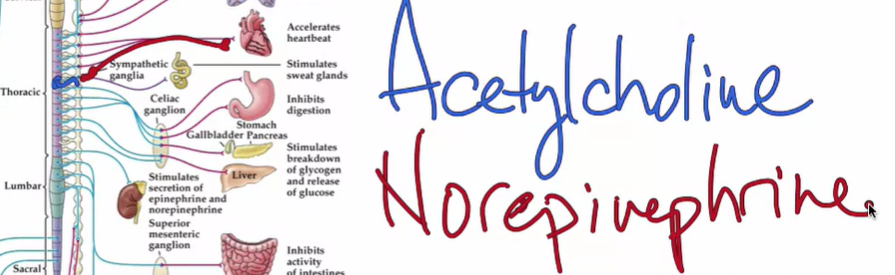 Accelerates
heartbeat
Sympathetic
ganglia
Stimulates
sweat glands
Thoracic
Celiac
ganglion
Inhibits
digestion
Stomach
Gallbladder Pancreas
Stimulates
breakdown
of glycogen
and release
of glucose
Liver
Lumbar
Stimulates
secretion of
epinephrine and
norepinephrine
Superior
mesenteric
ganglion
Inhibits
activity
of intestines
Sacral
Acetylcholine
Norepinephrine